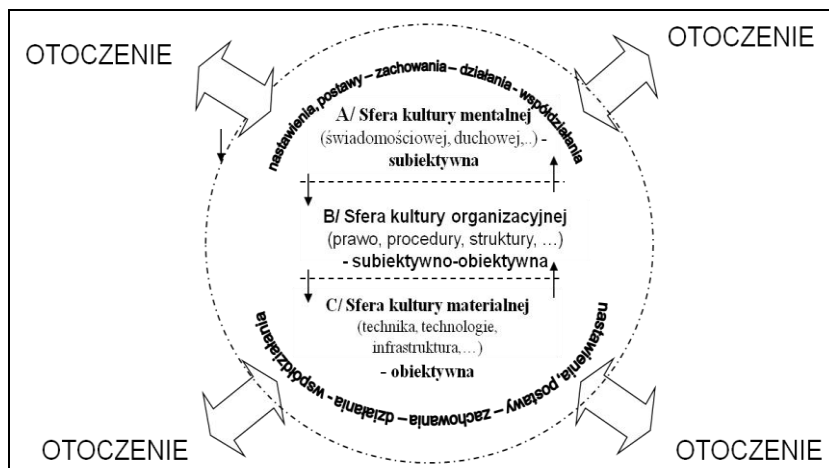 OTOCZENIE
OTOCZENIE
nastawienia, postawy – zachowania – działania - współdziałania
A/ Sfera kultury mentalnej
(świadomościowej, duchowej,..) -
subiektywna
B/ Sfera kultury organizacyjnej
(prawo, procedury, struktury, ...)
- subiektywno-obiektywna
C/ Sfera kultury materialnej
(technika, technologie,
infrastruktura,...)
- obiektywna
nastawienia, postawy – zachowania – działania - współdziałania
OTOCZENIE
OTOCZENIE